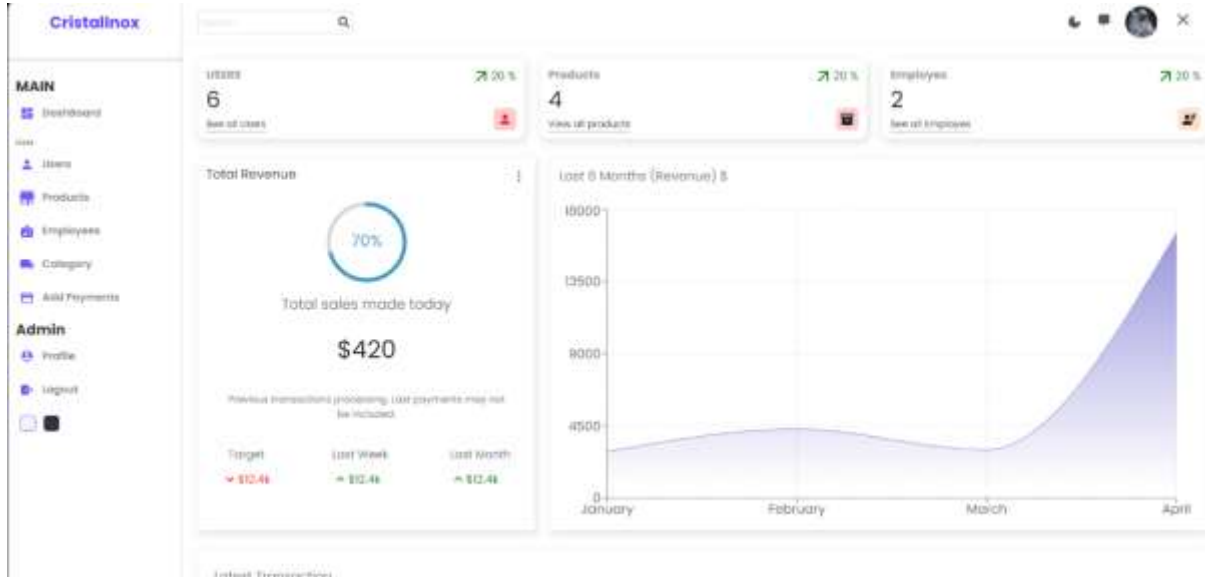 CristalInox
MAIN
Dashboard
Users
Products
Employees
Category
Add Payments
Admin
Profile
Logout
USERS
20 %
6
See all Users
Products
20 %
4
View all products
Employes
20 %
2
See all Employes
Total Revenue
70%
Total sales made today
$420
Previous transactions processing. Last payments may not
be included.
Target
Last Week
Last Month
$12.4k
$12.4k
$12.4k
Last 6 Months (Revenue) $
18000
13500
9000
4500
0
January
February
March
April
Latest Transaction